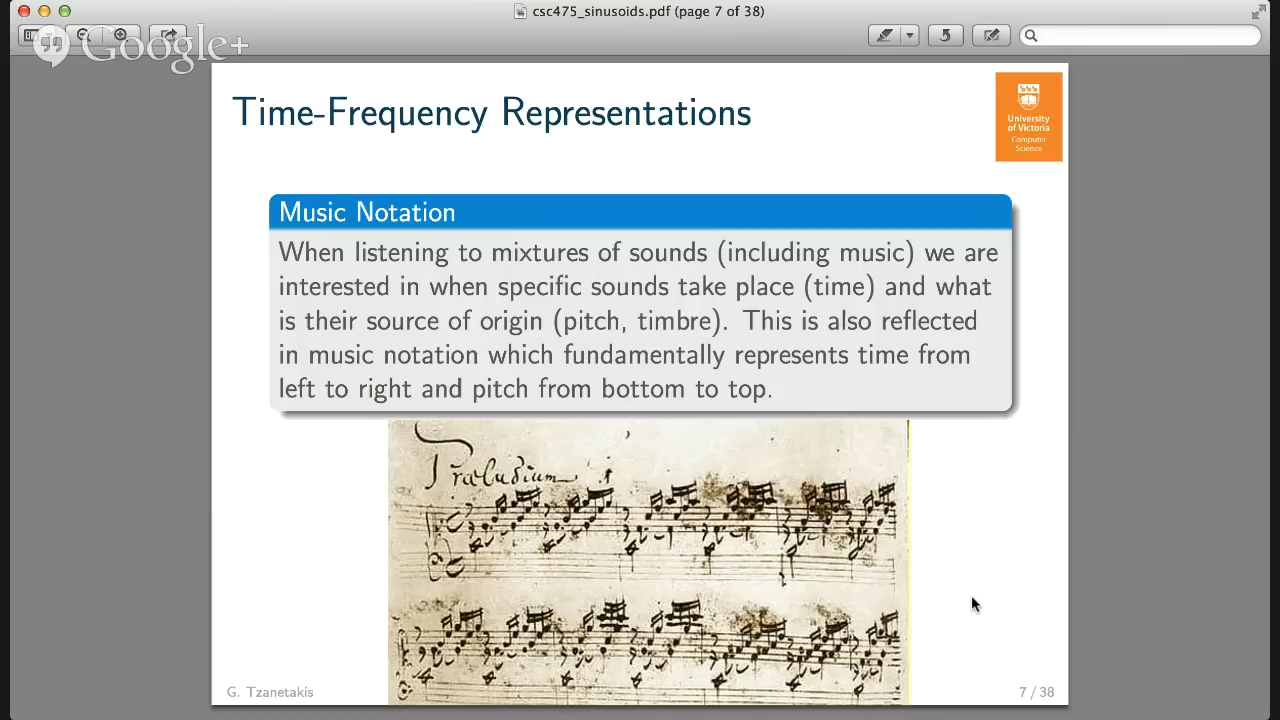 csc475_sinusoids.pdf (page 7 of 38)
Google+
Time-Frequency Representations
University
of Victoria
Computer
Science
Music Notation
When listening to mixtures of sounds (including music) we are
interested in when specific sounds take place (time) and what
is their source of origin (pitch, timbre). This is also reflected
in music notation which fundamentally represents time from
left to right and pitch from bottom to top.
Præludium 1
G. Tzanetakis
7 / 38